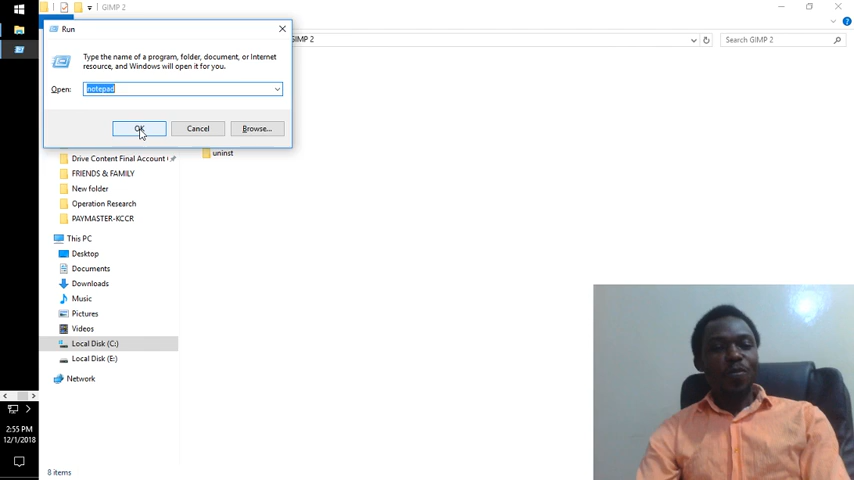 GIMP 2
Run
GIMP 2
Search GIMP 2
Type the name of a program, folder, document, or Internet
resource, and Windows will open it for you.
Open:
notepad
OK
Cancel
Browse...
Drive Content Final Account
uninst
FRIENDS & FAMILY
New folder
Operation Research
PAYMASTER-KCCR
This PC
Desktop
Documents
Downloads
Music
Pictures
Videos
Local Disk (C:)
Local Disk (E:)
Network
2:55 PM
12/1/2018
8 items